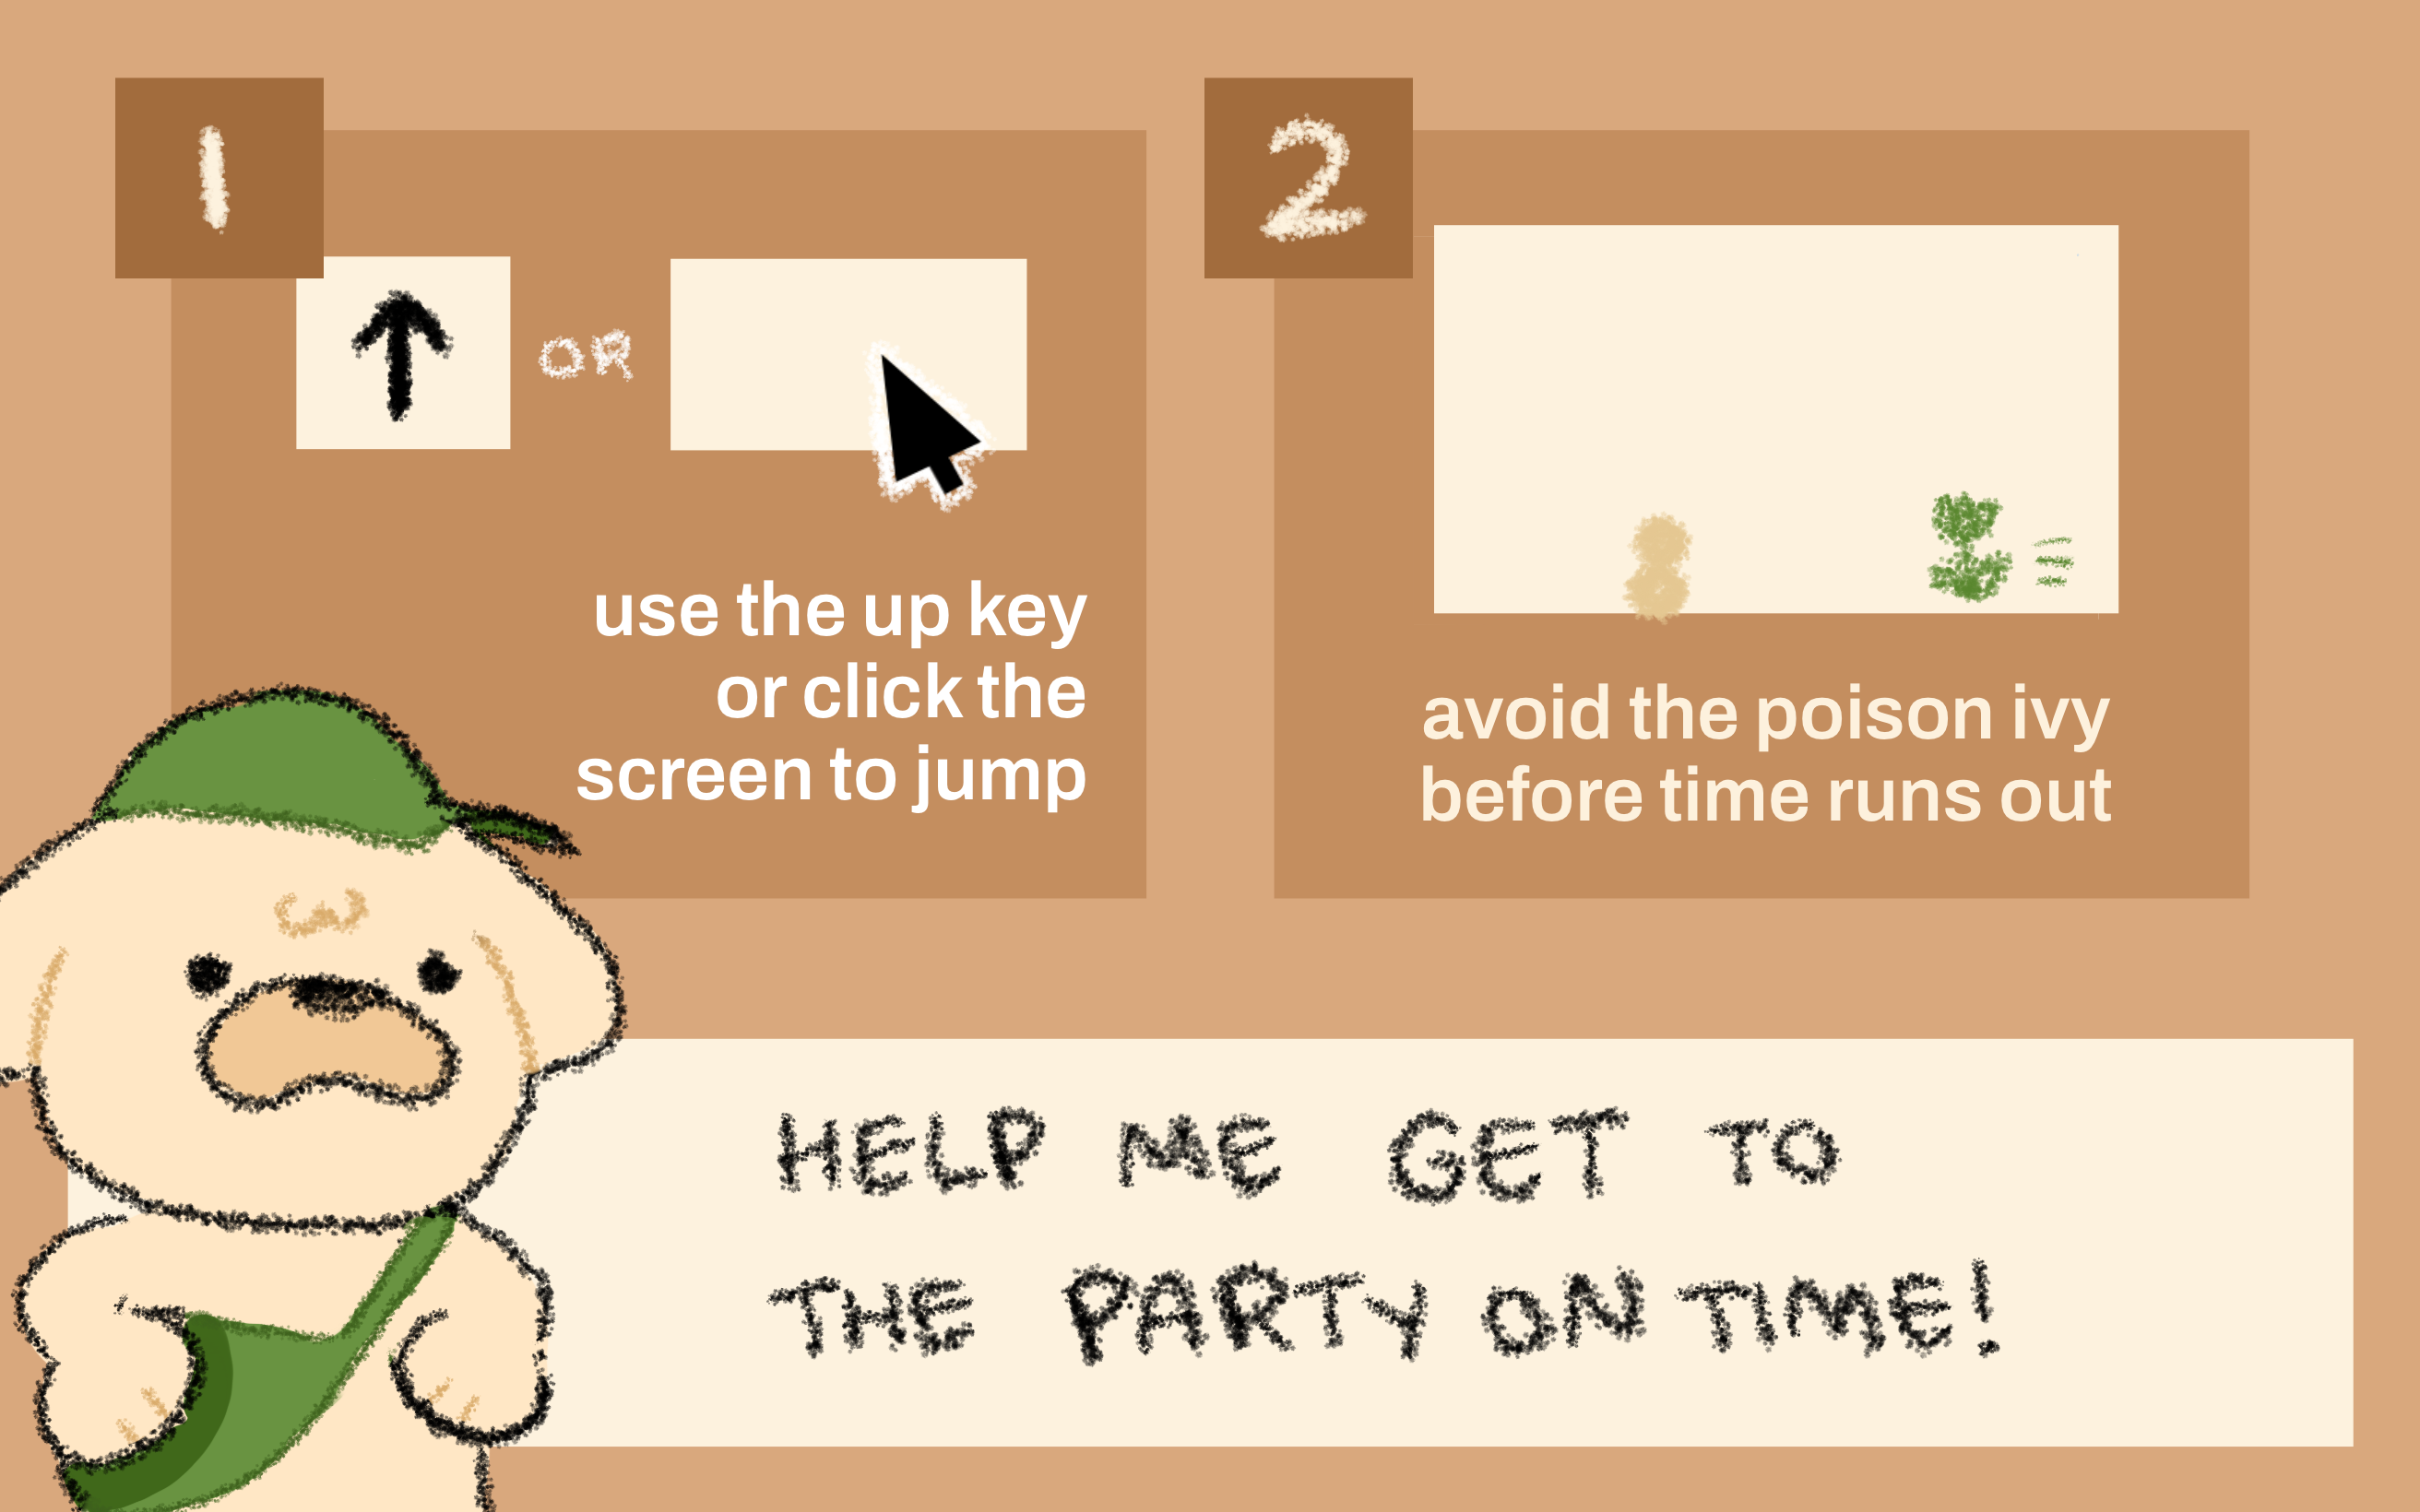 1
OR
use the up key
or click the
screen to jump
2
avoid the poison ivy
before time runs out
HELP ME GET TO
THE PARTY ON TIME!